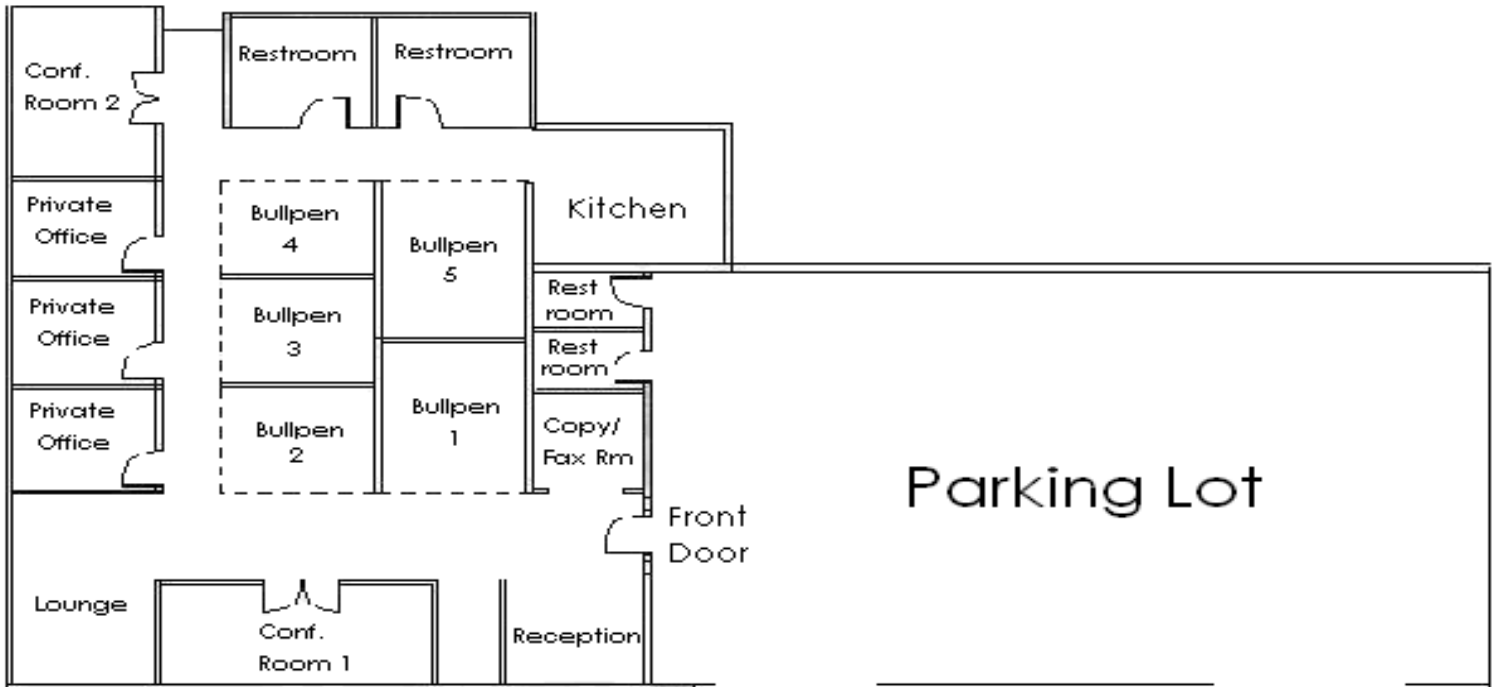 Conf.
Room 2
Restroom
Restroom
Private
Office
Bullpen
4
Bullpen
5
Kitchen
Private
Office
Bullpen
3
Rest
room
Rest
room
Private
Office
Bullpen
2
Bullpen
1
Copy/
Fax Rm
Parking Lot
Front
Door
Lounge
Conf.
Room 1
Reception